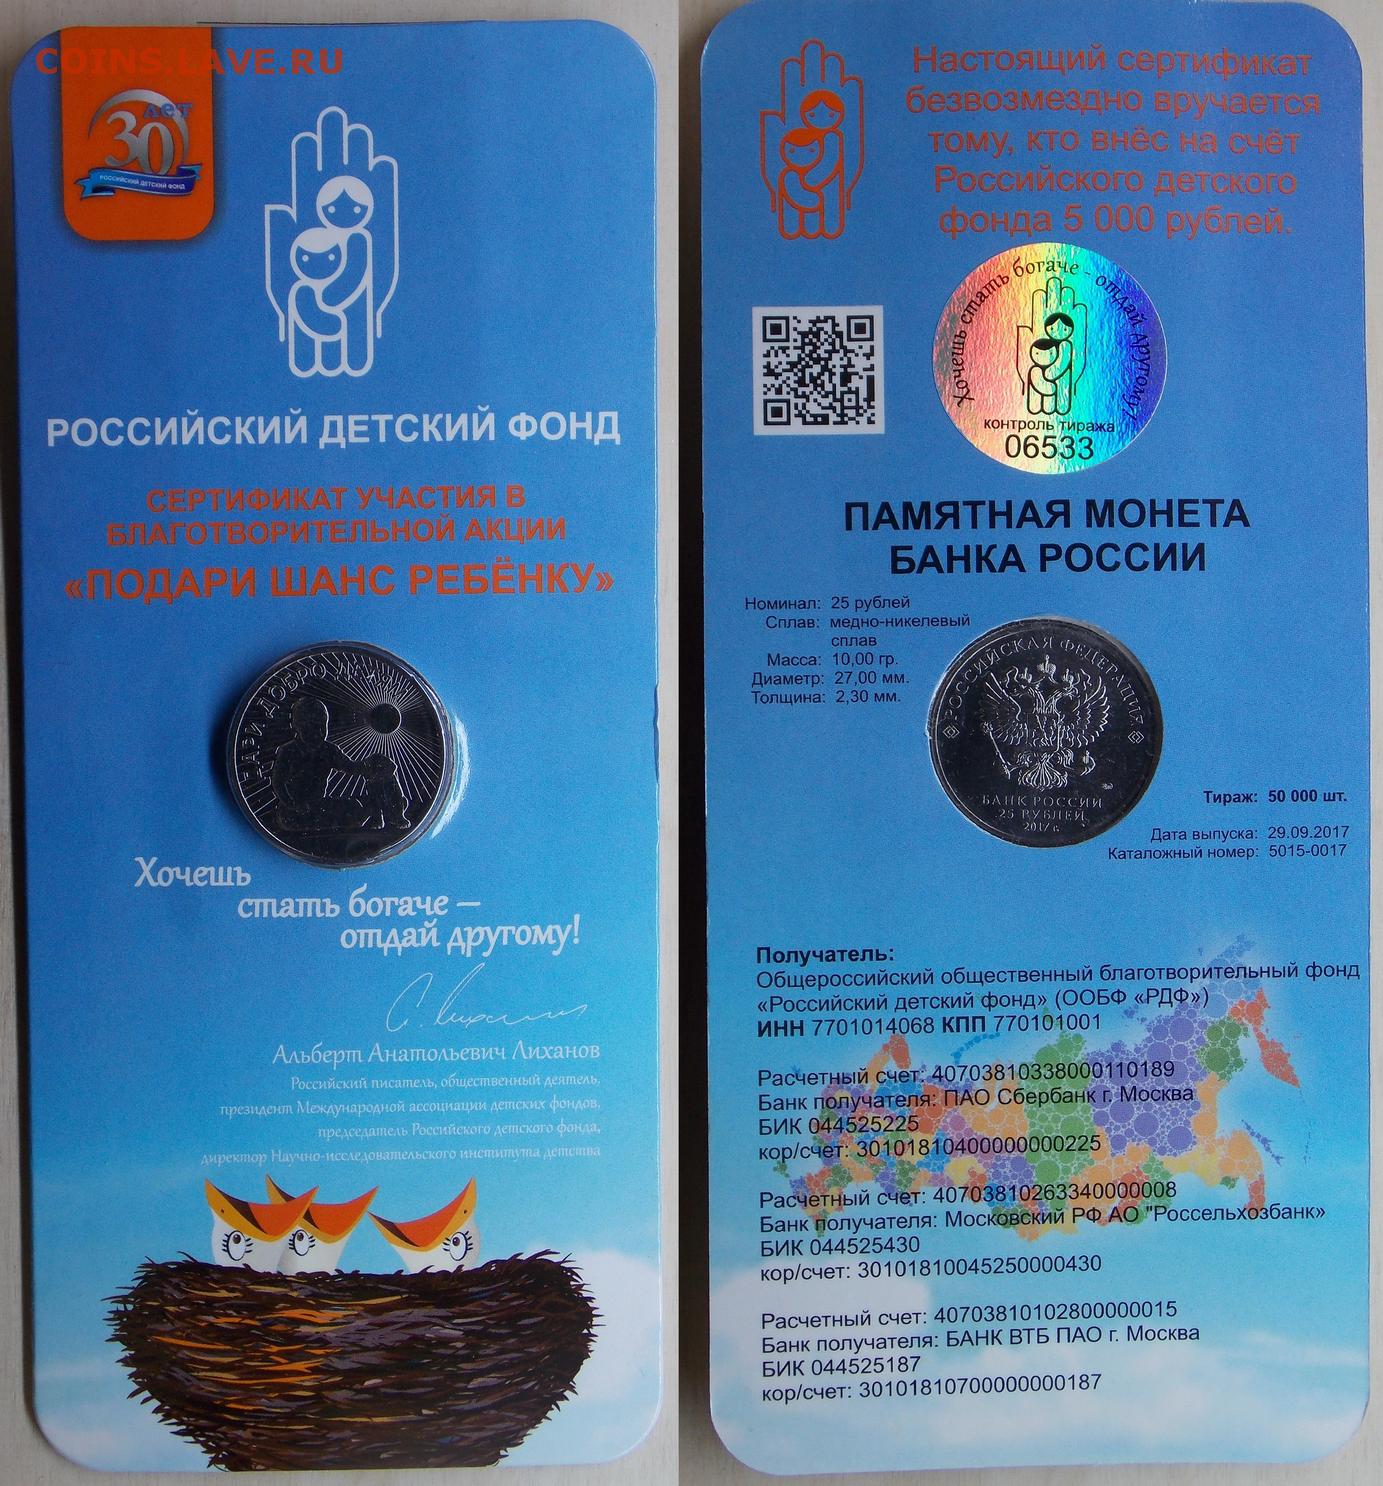 COINS.LAVE.RU
30 лет
РОССИЙСКИЙ ДЕТСКИЙ ФОНД
РОССИЙСКИЙ ДЕТСКИЙ ФОНД
СЕРТИФИКАТ УЧАСТИЯ В
БЛАГОТВОРИТЕЛЬНОЙ АКЦИИ
«ПОДАРИ ШАНС РЕБЁНКУ»
ДАРИ ДОБРО
Хочешь
стать богаче –
отдай другому!
Альберт Анатольевич Лиханов
Российский писатель, общественный деятель,
президент Международной ассоциации детских фондов,
председатель Российского детского фонда,
директор Научно-исследовательского института детства
Настоящий сертификат
безвозмездно вручается
тому, кто внёс на счёт
Российского детского
фонда 5 000 рублей.
Хочешь стать богаче - отдай другому!
контроль тиража
06533
ПАМЯТНАЯ МОНЕТА
БАНКА РОССИИ
Номинал: 25 рублей
Сплав: медно-никелевый
сплав
Масса: 10,00 гр.
Диаметр: 27,00 мм.
Толщина: 2,30 мм.
РОССИЙСКАЯ ФЕДЕРАЦИЯ
БАНК РОССИИ
25 РУБЛЕЙ
2017 г.
Тираж: 50 000 шт.
Дата выпуска: 29.09.2017
Каталожный номер: 5015-0017
Получатель:
Общероссийский общественный благотворительный фонд
«Российский детский фонд» (ООБФ «РДФ»)
ИНН 7701014068 КПП 770101001
Расчетный счет: 40703810338000110189
Банк получателя: ПАО Сбербанк г. Москва
БИК 044525225
кор/счет: 30101810400000000225
Расчетный счет: 40703810263340000008
Банк получателя: Московский РФ АО "Россельхозбанк»
БИК 044525430
кор/счет: 30101810045250000430
Расчетный счет: 40703810102800000015
Банк получателя: БАНК ВТБ ПАО г. Москва
БИК 044525187
кор/счет: 30101810700000000187